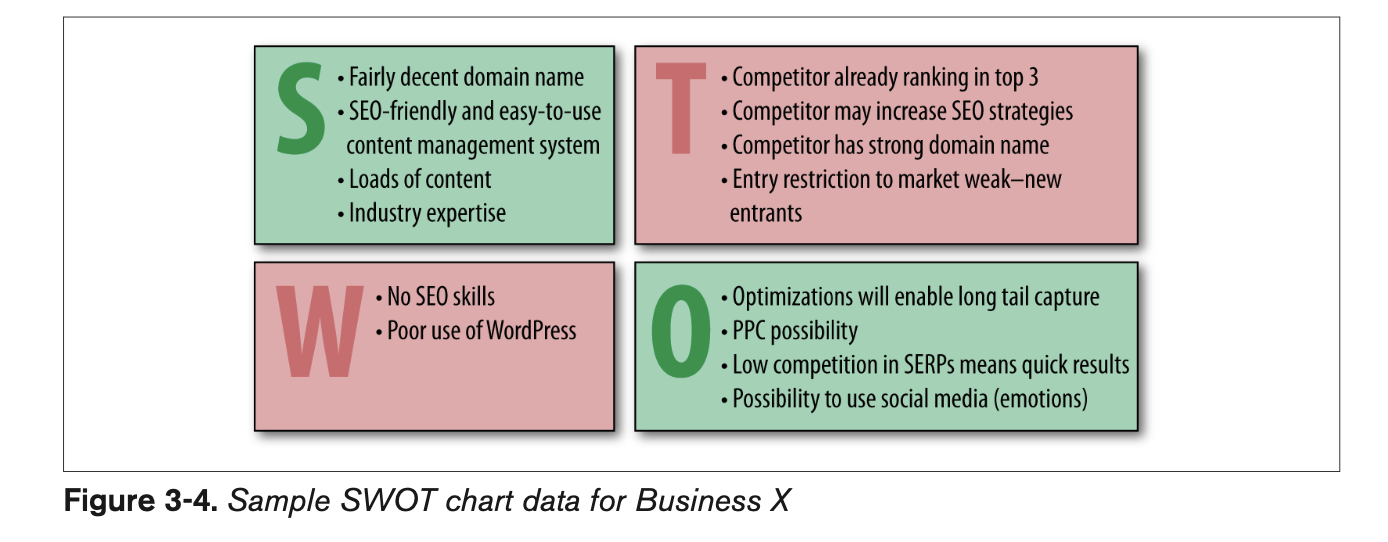 S
• Fairly decent domain name
• SEO-friendly and easy-to-use
content management system
• Loads of content
• Industry expertise
T
• Competitor already ranking in top 3
• Competitor may increase SEO strategies
• Competitor has strong domain name
• Entry restriction to market weak–new
entrants
W
• No SEO skills
• Poor use of WordPress
O
• Optimizations will enable long tail capture
• PPC possibility
• Low competition in SERPs means quick results
• Possibility to use social media (emotions)
Figure 3-4. Sample SWOT chart data for Business X